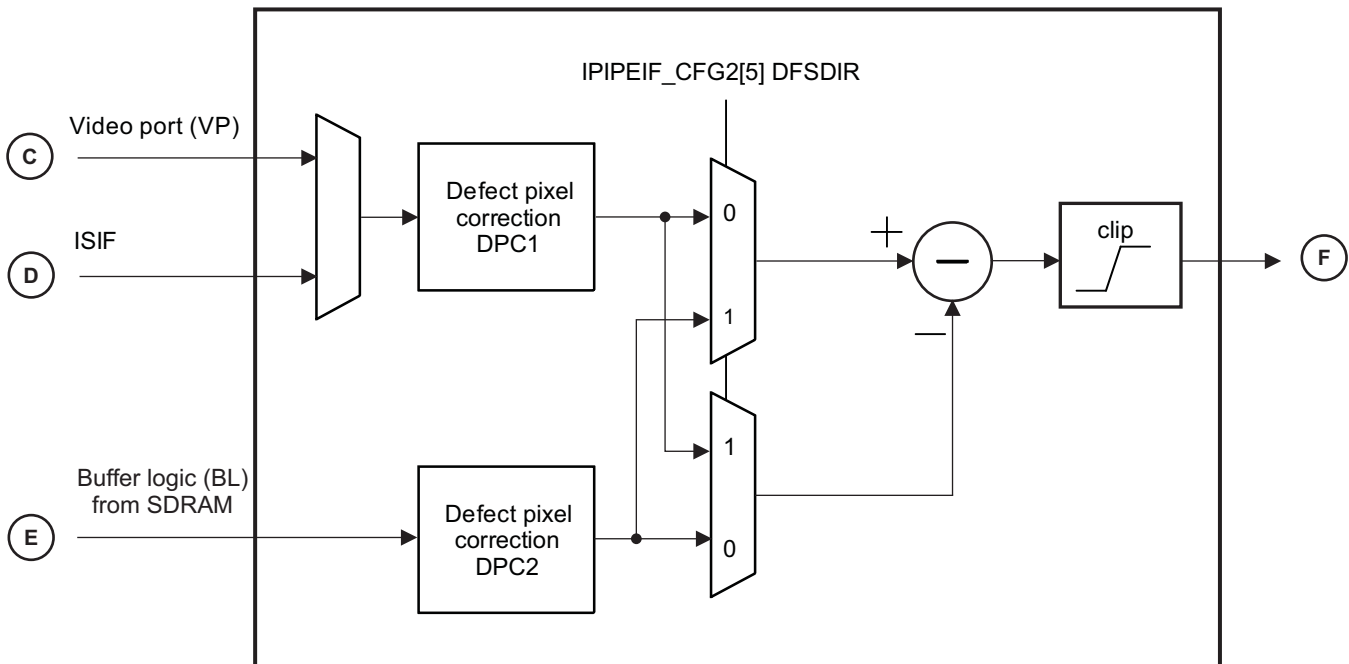 IPIPEIF_CFG2[5] DFSDIR
Video port (VP)
C
ISIF
D
Defect pixel
correction
DPC1
0
1
+
−
−
clip
F
Buffer logic (BL)
from SDRAM
E
Defect pixel
correction
DPC2
1
0